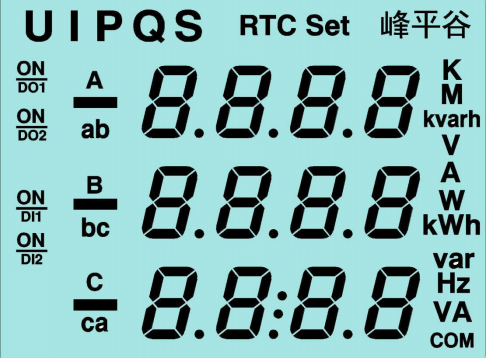 U I P Q S RTC Set 峰平谷
ON
DO1
A
8.8.8.8
K
M
ON
DO2
ab
kvarh
V
B
8.8.8.8
A
ON
DI1
W
bc
kWh
ON
DI2
var
C
8.8:8.8
Hz
VA
ca
COM